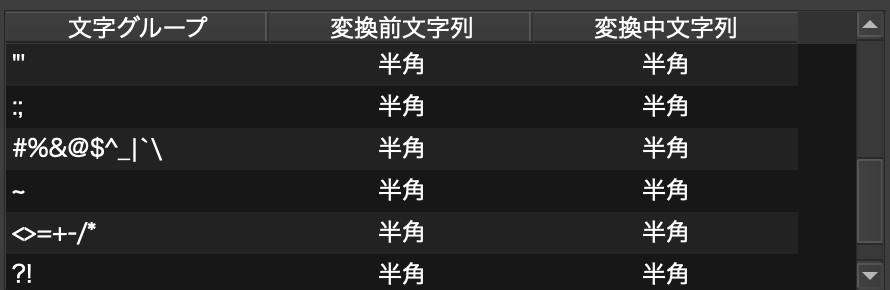 文字グループ 変換前文字列 変換中文字列
"' 半角 半角
:; 半角 半角
#%&@$^_|`\ 半角 半角
~ 半角 半角
<>=+-/* 半角 半角
?! 半角 半角